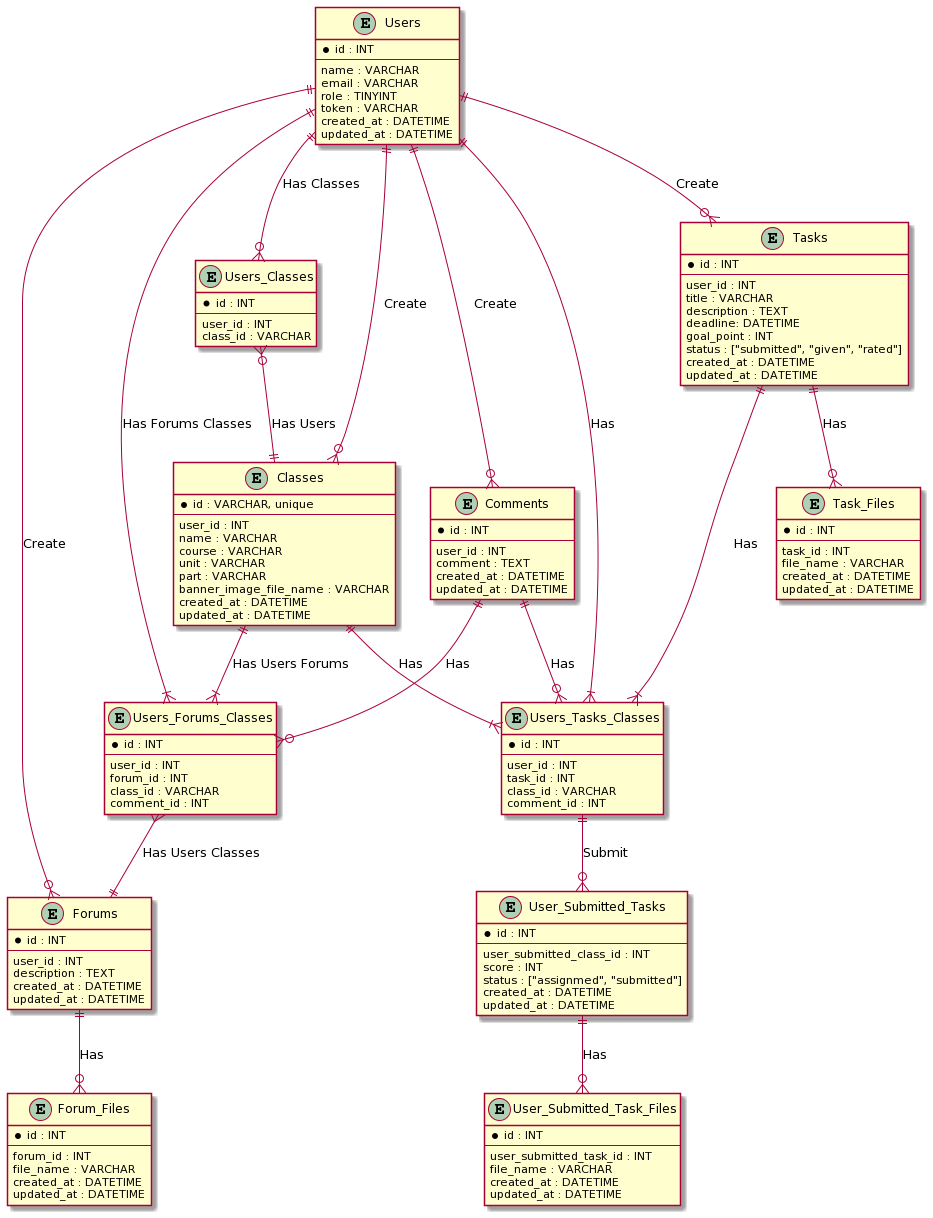 E Users
id : INT
name : VARCHAR
email : VARCHAR
role : TINYINT
token : VARCHAR
created_at : DATETIME
updated_at : DATETIME
Has Classes
Create
E Tasks
id : INT
user_id : INT
title : VARCHAR
description : TEXT
deadline: DATETIME
goal_point : INT
status : ["submitted", "given", "rated"]
created_at : DATETIME
updated_at : DATETIME
E Users_Classes
id : INT
user_id : INT
class_id : VARCHAR
Create
Create
Has Forums Classes
Has Users
Has
Has
E Classes
id : VARCHAR, unique
user_id : INT
name : VARCHAR
course : VARCHAR
unit : VARCHAR
part : VARCHAR
banner_image_file_name : VARCHAR
created_at : DATETIME
updated_at : DATETIME
E Comments
id : INT
user_id : INT
comment : TEXT
created_at : DATETIME
updated_at : DATETIME
E Task_Files
id : INT
task_id : INT
file_name : VARCHAR
created_at : DATETIME
updated_at : DATETIME
Create
Has
Has Users Forums
Has
Has
Has
E Users_Forums_Classes
id : INT
user_id : INT
forum_id : INT
class_id : VARCHAR
comment_id : INT
E Users_Tasks_Classes
id : INT
user_id : INT
task_id : INT
class_id : VARCHAR
comment_id : INT
Has Users Classes
Submit
E Forums
id : INT
user_id : INT
description : TEXT
created_at : DATETIME
updated_at : DATETIME
E User_Submitted_Tasks
id : INT
user_submitted_class_id : INT
score : INT
status : ["assignmed", "submitted"]
created_at : DATETIME
updated_at : DATETIME
Has
Has
E Forum_Files
id : INT
forum_id : INT
file_name : VARCHAR
created_at : DATETIME
updated_at : DATETIME
E User_Submitted_Task_Files
id : INT
user_submitted_task_id : INT
file_name : VARCHAR
created_at : DATETIME
updated_at : DATETIME